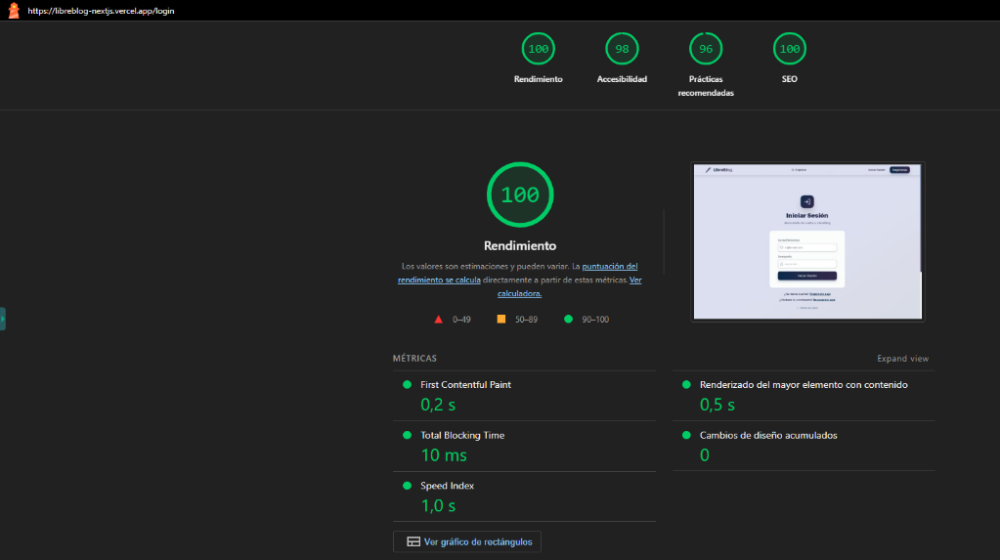 https://libreblog-nextjs.vercel.app/login
100
98
96
100
Rendimiento
Accesibilidad
Prácticas
recomendadas
SEO
100
Rendimiento
Los valores son estimaciones y pueden variar. La puntuación del
rendimiento se calcula directamente a partir de estas métricas. Ver
calculadora.
0–49
50–89
90–100
LibreBlog
Iniciar Sesión
MÉTRICAS
Expand view
First Contentful Paint
0,2 s
Renderizado del mayor elemento con contenido
0,5 s
Total Blocking Time
10 ms
Cambios de diseño acumulados
0
Speed Index
1,0 s
Ver gráfico de rectángulos